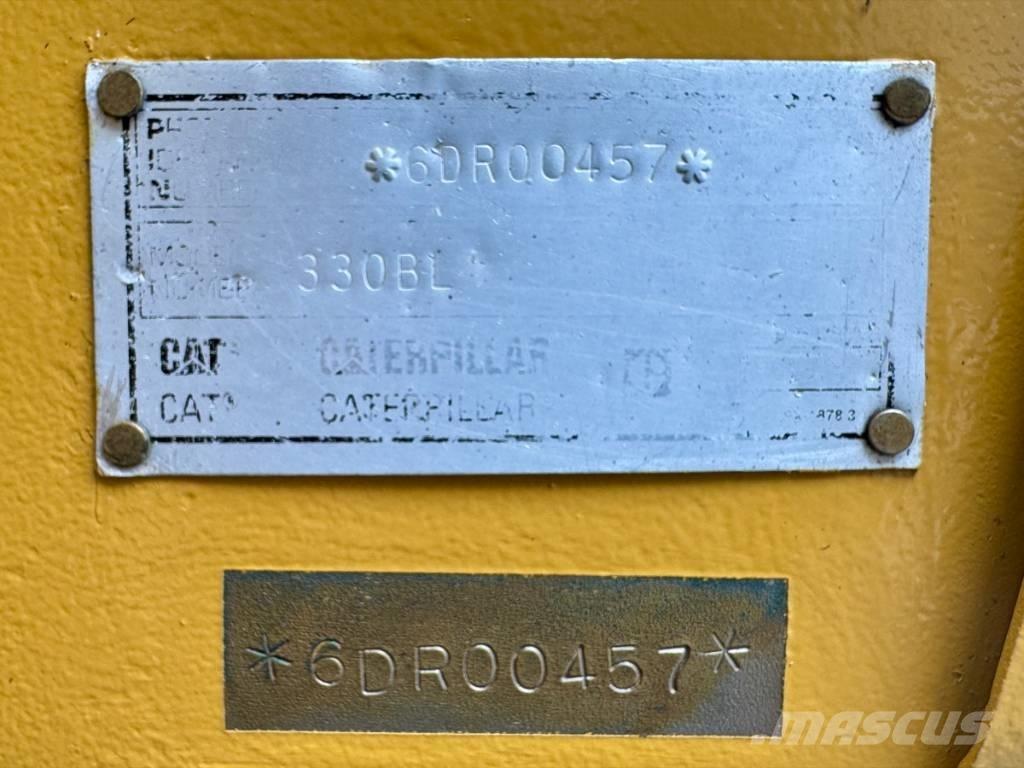 *6DR00457*
330BL
CAT CATERPILLAR
CAT CATERPILLAR
*6DR00457*
MASCUS